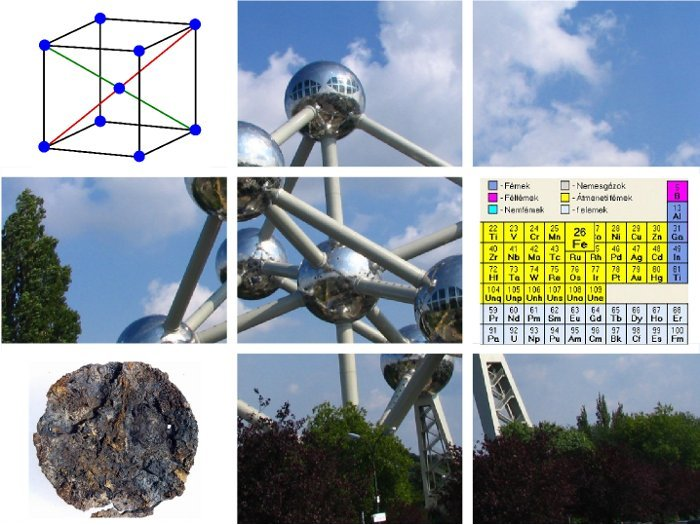 - Fémek - Nemesgázok 5
- Félfémek - Átmenetifémek B
- Nemfémek - f-elemek 13
Al
22 23 24 25 26 7 28 29 30 31
Ti V Cr Mn Fe o Ni Cu Zn Ga
40 41 42 43 5 46 47 48 49
Zr Nb Mo Tc Ru Rh Pd Ag Cd In
72 73 74 75 76 77 78 79 80 81
Hf Ta W Re Os Ir Pt Au Hg Tl
104 105 106 107 108 109
Unq Unp Unh Uns Uno Une
59 60 61 62 63 64 65 66 67 68
Pr Nd Pm Sm Eu Gd Tb Dy Ho Er
91 92 93 94 95 96 97 98 99 100
Pa U Np Pu Am Cm Bk Cf Es Fm